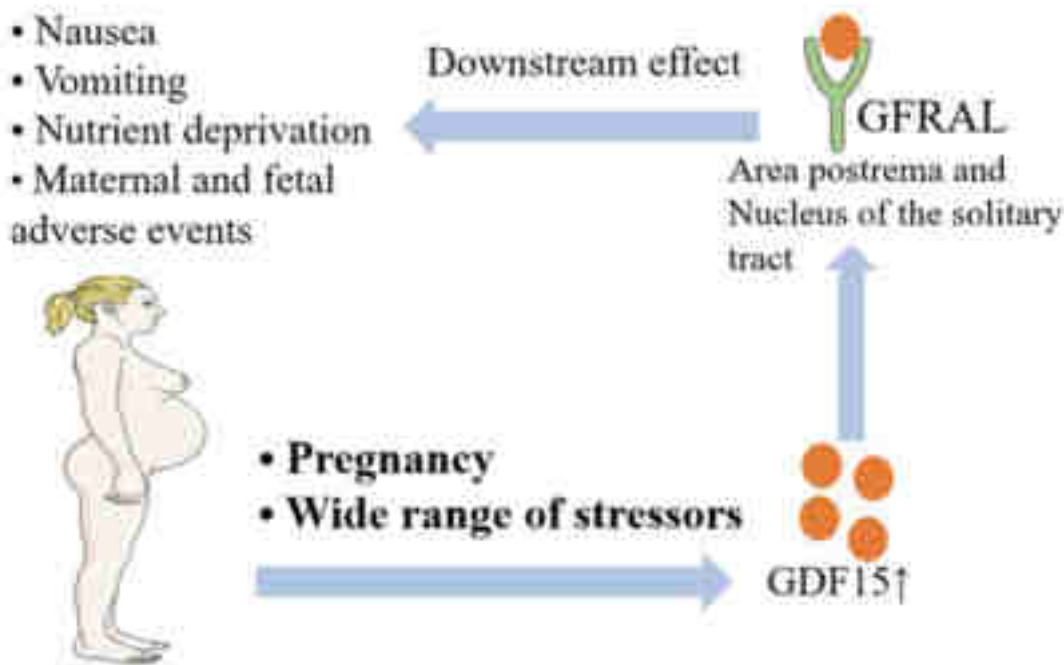 • Nausea
• Vomiting
• Nutrient deprivation
• Maternal and fetal
adverse events
Downstream effect
GFRAL
Area postrema and
Nucleus of the solitary
tract
• Pregnancy
• Wide range of stressors
GDF15↑